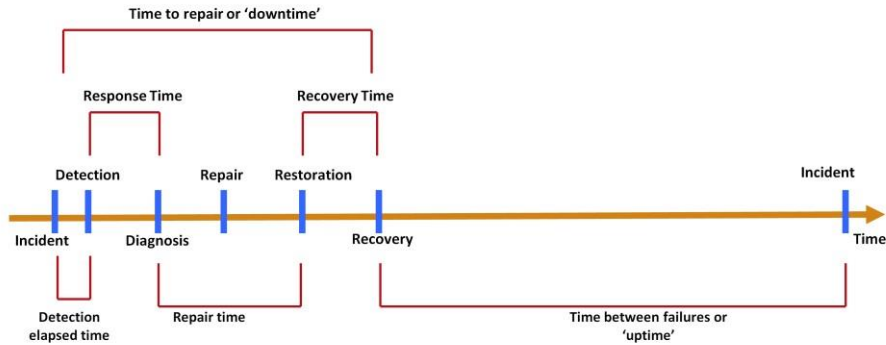 Time to repair or ‘downtime’
Response Time
Recovery Time
Detection
Repair
Restoration
Incident
Incident
Diagnosis
Recovery
Time
Detection
elapsed time
Repair time
Time between failures or
‘uptime’